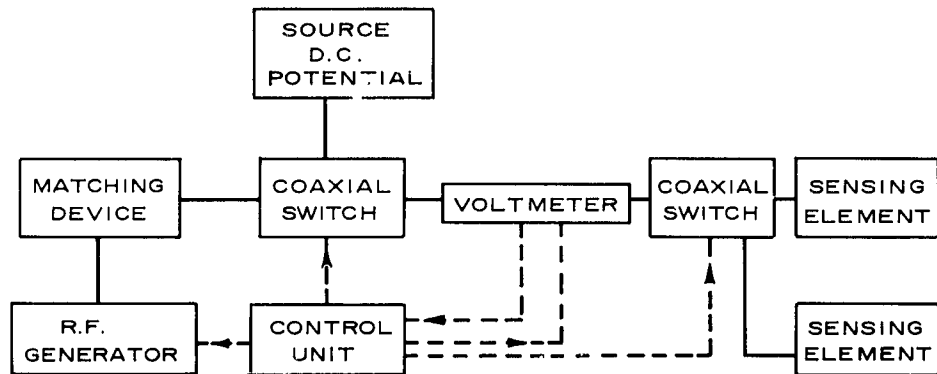 SOURCE
D.C.
POTENTIAL
MATCHING
DEVICE
COAXIAL
SWITCH
VOLTMETER
COAXIAL
SWITCH
SENSING
ELEMENT
R.F.
GENERATOR
CONTROL
UNIT
SENSING
ELEMENT